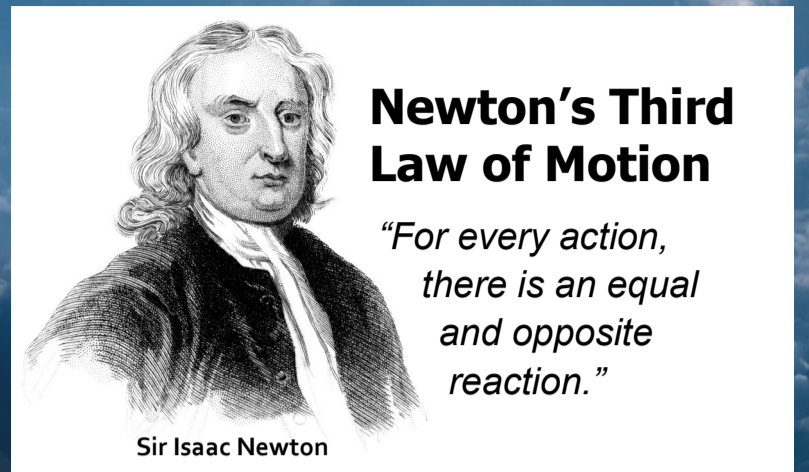 Newton’s Third
Law of Motion
“For every action,
there is an equal
and opposite
reaction.”
Sir Isaac Newton